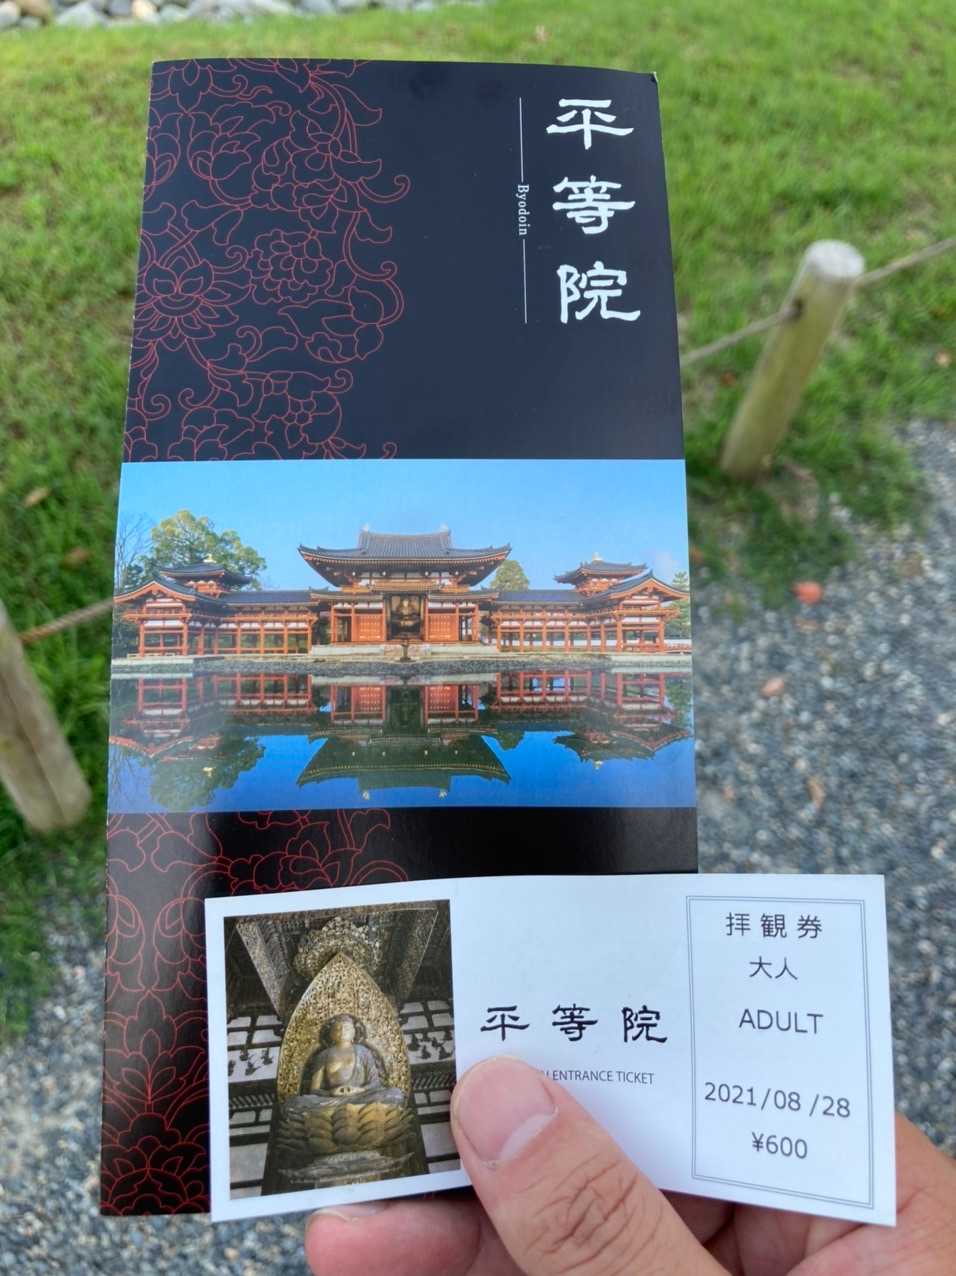 平等院
Byodoin
平等院
ENTRANCE TICKET
拝観券
大人
ADULT
2021/08/28
¥600